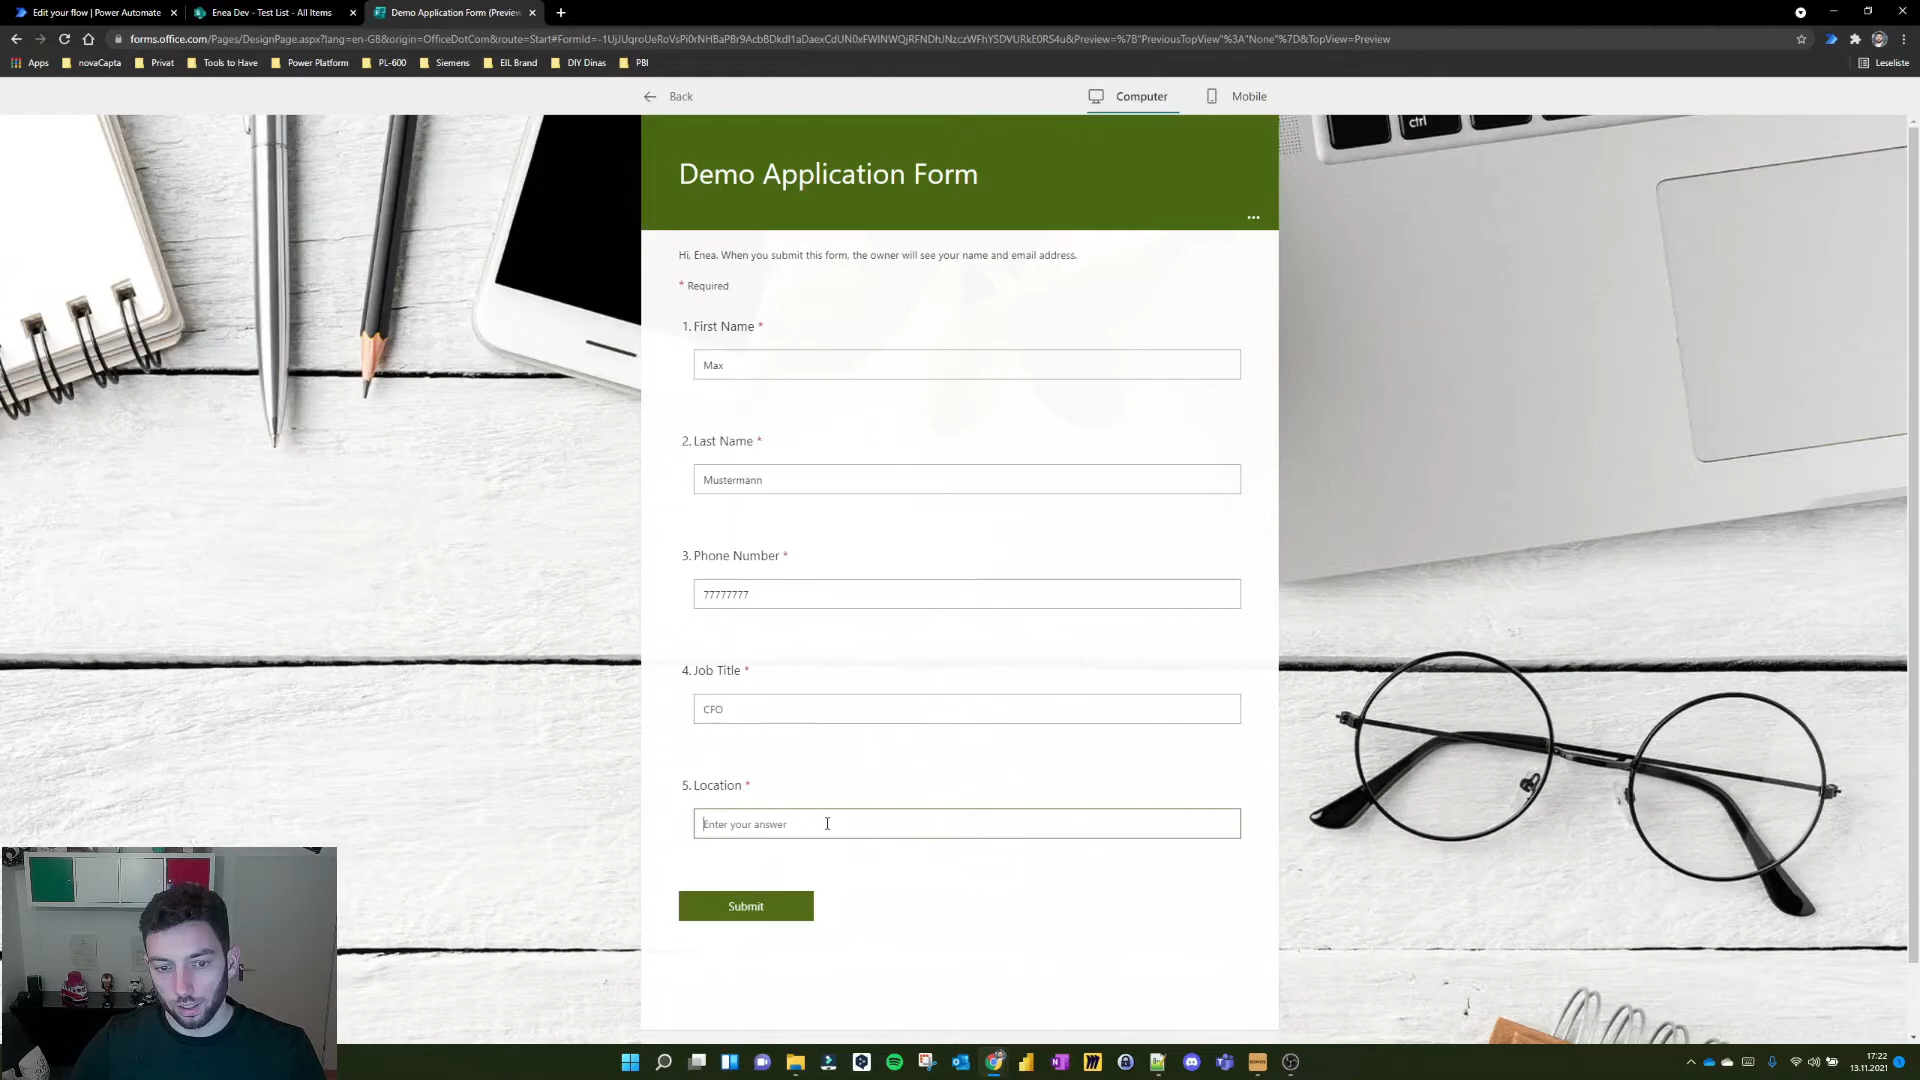 Edit your flow | Power Automate
Enea Dev - Test List - All Items
Demo Application Form (Preview
forms.office.com/Pages/DesignPage.aspx?lang=en-GB&origin=OfficeDotCom&route=Start#FormId=-1UjJUqroUeRoVsPi0rNHBaPBr9AcbBDkdl1aDaexCdUN0xFWlNWQjRFNDhJNzczWFhYSDVURkE0RS4u&Preview=%7B"PreviousTopView"%3A"None"%7D&TopView=Preview
Apps
novaCapta
Privat
Tools to Have
Power Platform
PL-600
Siemens
EIL Brand
DIY Dinas
PBI
Leseliste
Back
Computer
Mobile
ctrl
Demo Application Form
Hi, Enea. When you submit this form, the owner will see your name and email address.
* Required
1. First Name *
Max
2. Last Name *
Mustermann
3. Phone Number *
77777777
4. Job Title *
CFO
5. Location *
Enter your answer
Submit
17:22
13.11.2021